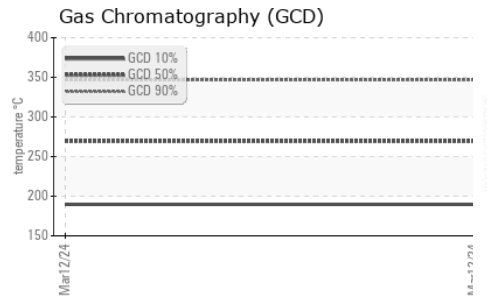 Gas Chromatography (GCD)
400
350
300
250
200
150
temperature °C
GCD 10%
GCD 50%
GCD 90%
Mar12/24